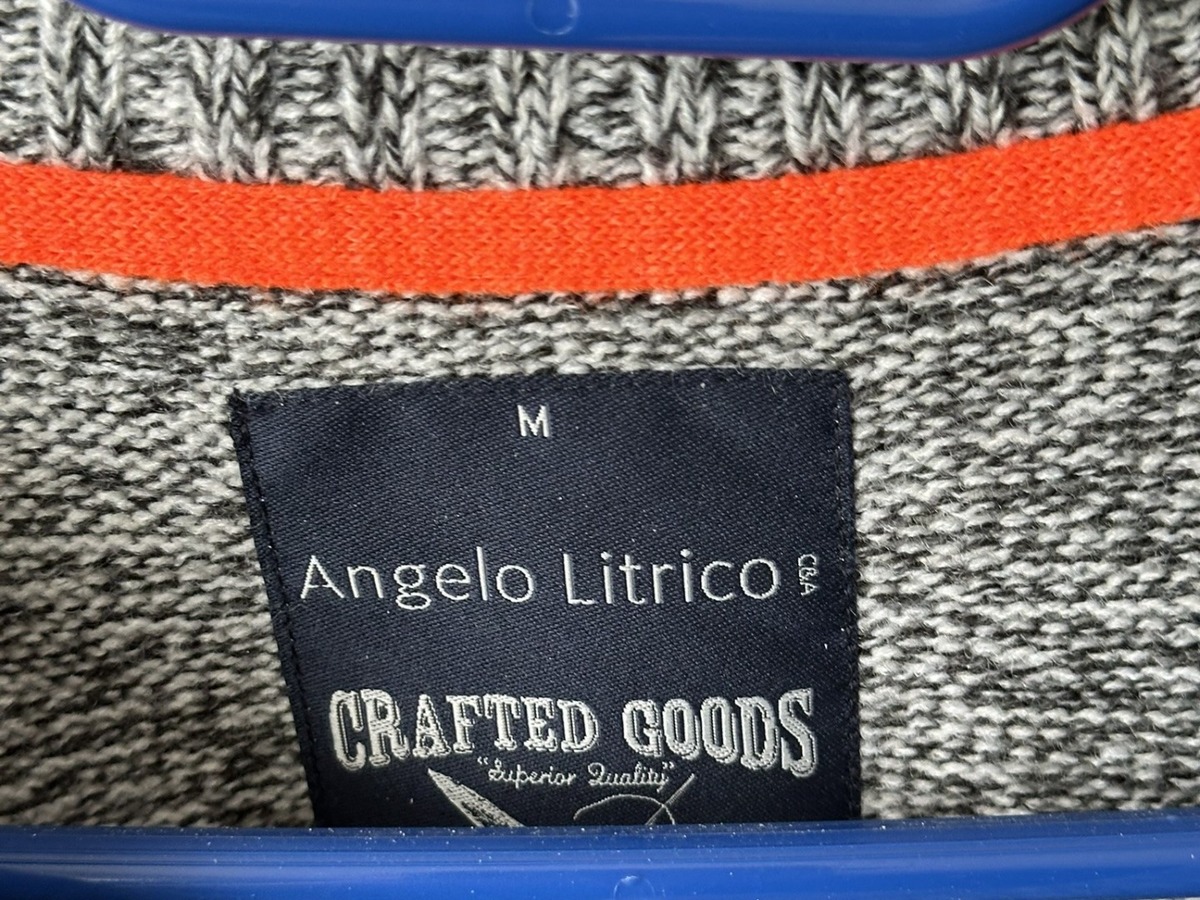 M
Angelo Litrico C&A
CRAFTED GOODS
"Superior Quality"